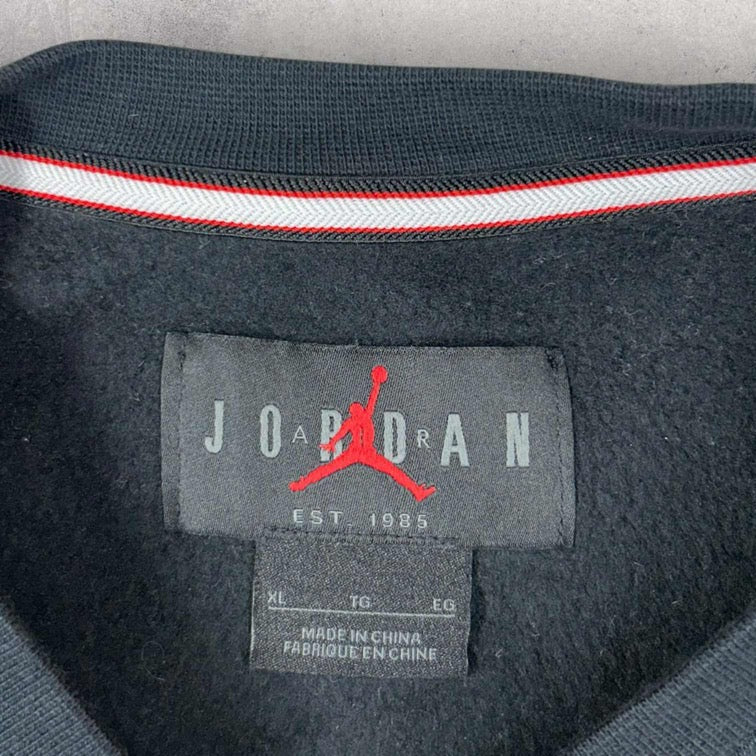 JORDAN
AIR
EST. 1985
XL TG EG
MADE IN CHINA
FABRIQUE EN CHINE